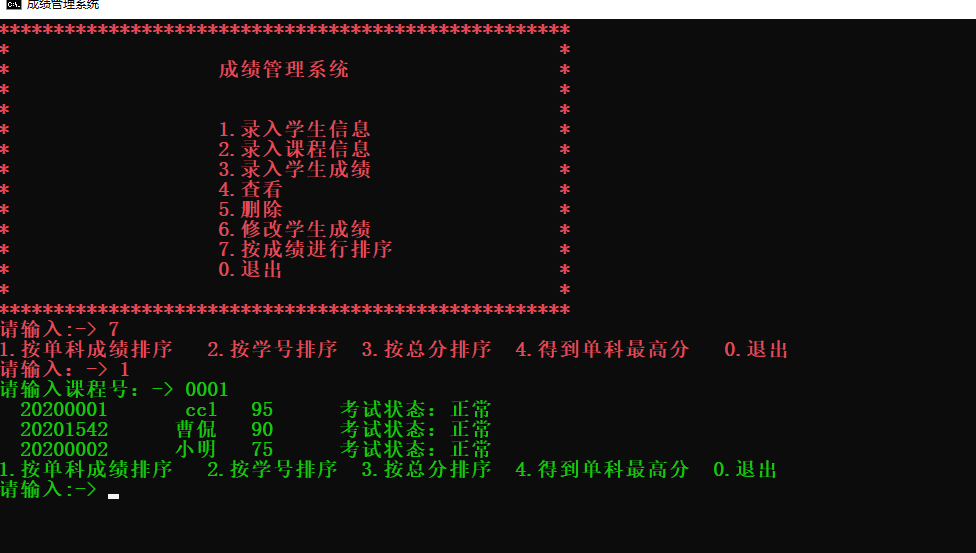 成绩管理系统
****************************************************
* *
* 成绩管理系统 *
* *
* *
* 1.录入学生信息 *
* 2.录入课程信息 *
* 3.录入学生成绩 *
* 4.查看 *
* 5.删除 *
* 6.修改学生成绩 *
* 7.按成绩进行排序 *
* 0.退出 *
* *
****************************************************
请输入:-> 7
1.按单科成绩排序 2.按学号排序 3.按总分排序 4.得到单科最高分 0.退出
请输入：-> 1
请输入课程号：-> 0001
20200001 ccl 95 考试状态：正常
20201542 曹侃 90 考试状态：正常
20200002 小明 75 考试状态：正常
1.按单科成绩排序 2.按学号排序 3.按总分排序 4.得到单科最高分 0.退出
请输入:->